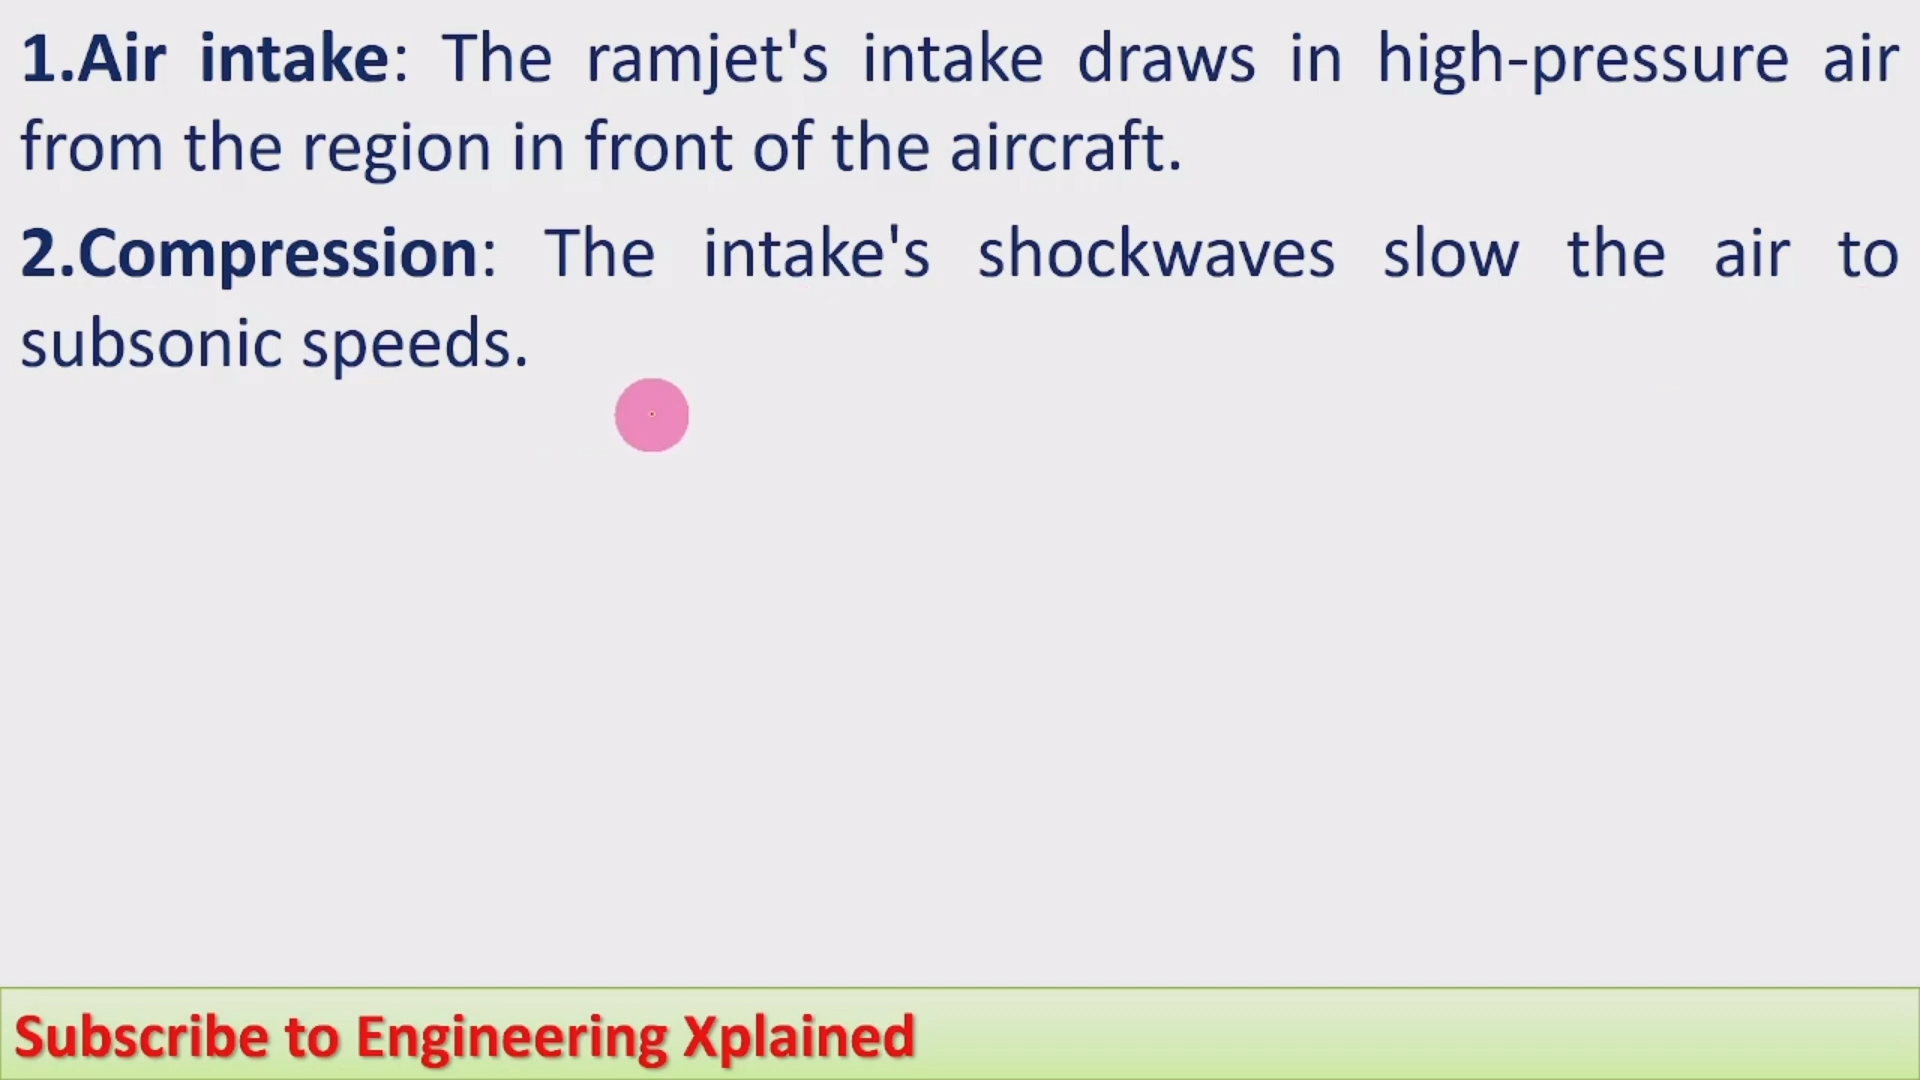 1.Air intake: The ramjet's intake draws in high-pressure air
from the region in front of the aircraft.
2.Compression: The intake's shockwaves slow the air to
subsonic speeds.
Subscribe to Engineering Xplained